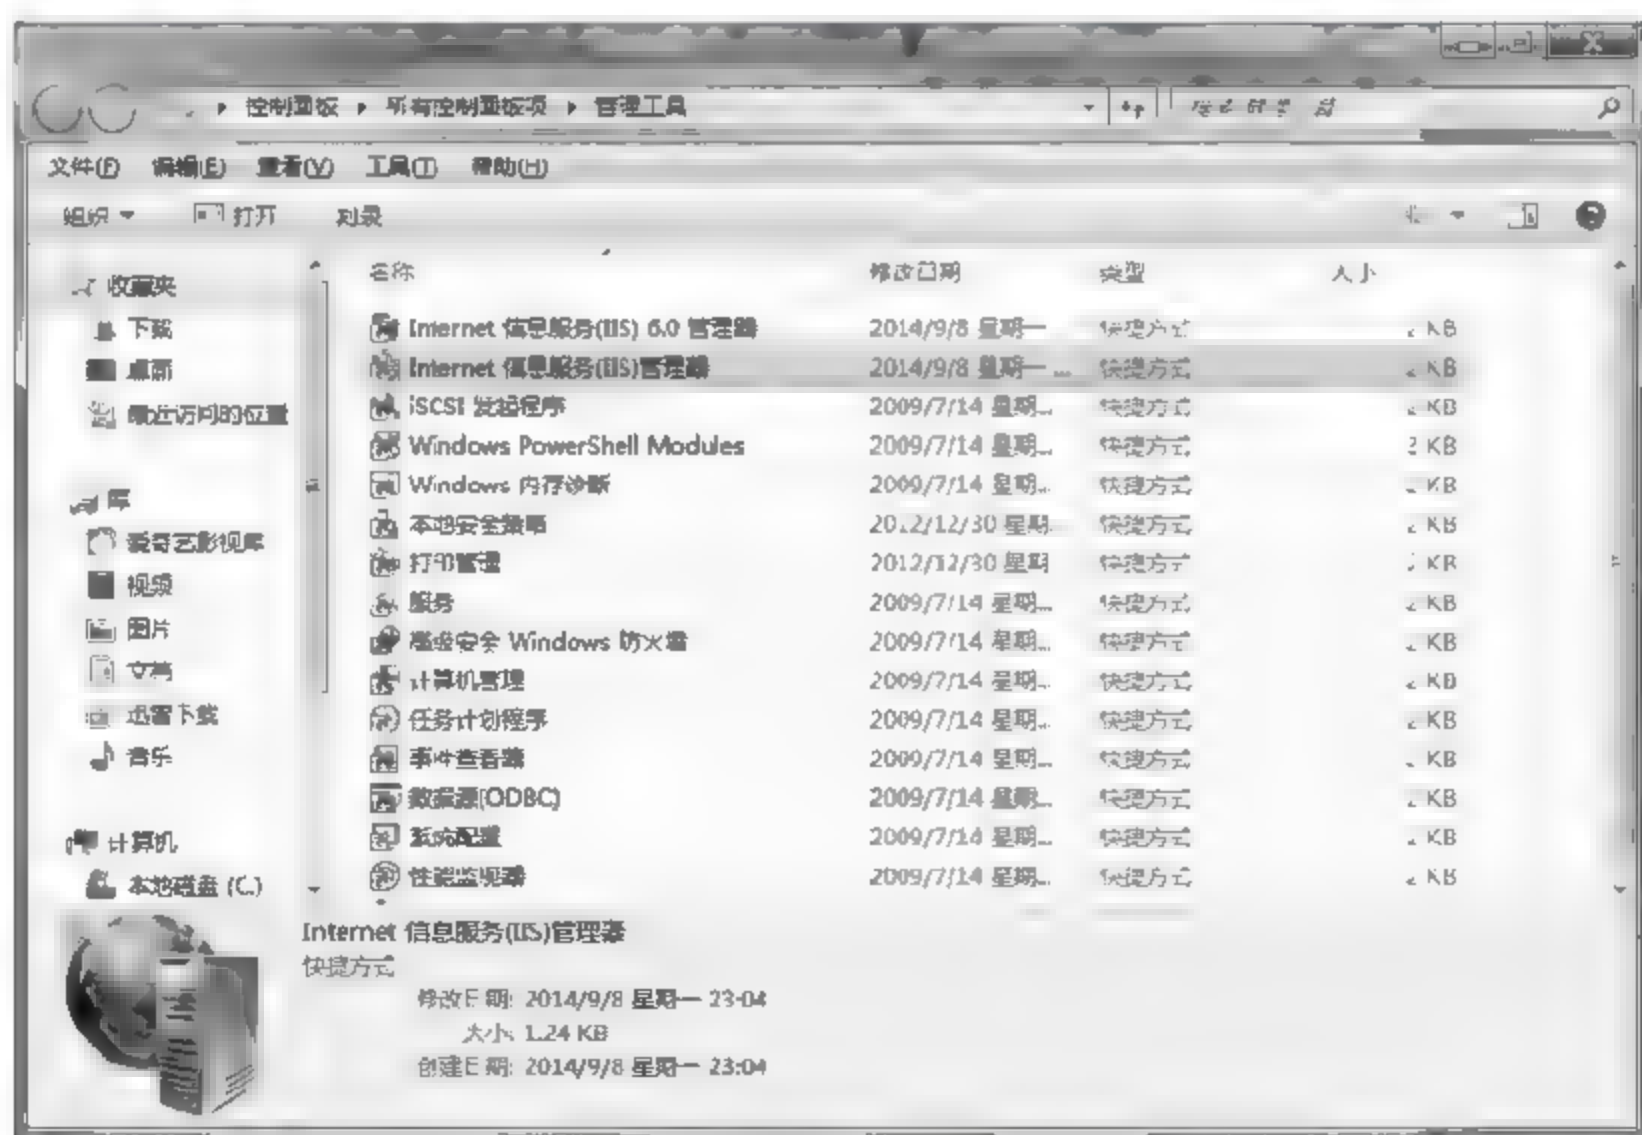 控制面板 ▸ 所有控制面板项 ▸ 管理工具
文件(F) 编辑(E) 查看(V) 工具(T) 帮助(H)
组织 打开 刻录
名称 修改日期 类型 大小
收藏夹
下载
桌面
最近访问的位置
库
爱奇艺影视库
视频
图片
文档
迅雷下载
音乐
计算机
本地磁盘 (C:)
Internet 信息服务(IIS) 6.0 管理器 2014/9/8 星期一 快捷方式 KB
Internet 信息服务(IIS)管理器 2014/9/8 星期一 ... 快捷方式 2 KB
iSCSI 发起程序 2009/7/14 星期... 快捷方式 2 KB
Windows PowerShell Modules 2009/7/14 星期... 快捷方式 2 KB
Windows 内存诊断 2009/7/14 星期... 快捷方式 2 KB
本地安全策略 2012/12/30 星期... 快捷方式 2 KB
打印管理 2012/12/30 星期 快捷方式 KB
服务 2009/7/14 星期... 快捷方式 2 KB
高级安全 Windows 防火墙 2009/7/14 星期... 快捷方式 2 KB
计算机管理 2009/7/14 星期... 快捷方式 2 KB
任务计划程序 2009/7/14 星期... 快捷方式 2 KB
事件查看器 2009/7/14 星期... 快捷方式 KB
数据源(ODBC) 2009/7/14 星期... 快捷方式 2 KB
系统配置 2009/7/14 星期... 快捷方式 2 KB
性能监视器 2009/7/14 星期... 快捷方式 2 KB
Internet 信息服务(IIS)管理器
快捷方式
修改日期: 2014/9/8 星期一 23:04
大小: 1.24 KB
创建日期: 2014/9/8 星期一 23:04